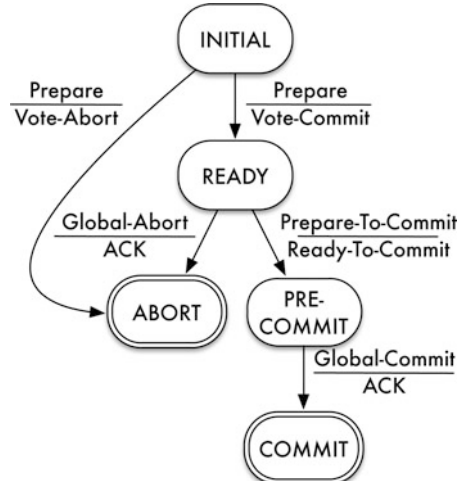 INITIAL
Prepare
Vote-Abort
Prepare
Vote-Commit
READY
Global-Abort
ACK
Prepare-To-Commit
Ready-To-Commit
ABORT
PRE-
COMMIT
Global-Commit
ACK
COMMIT